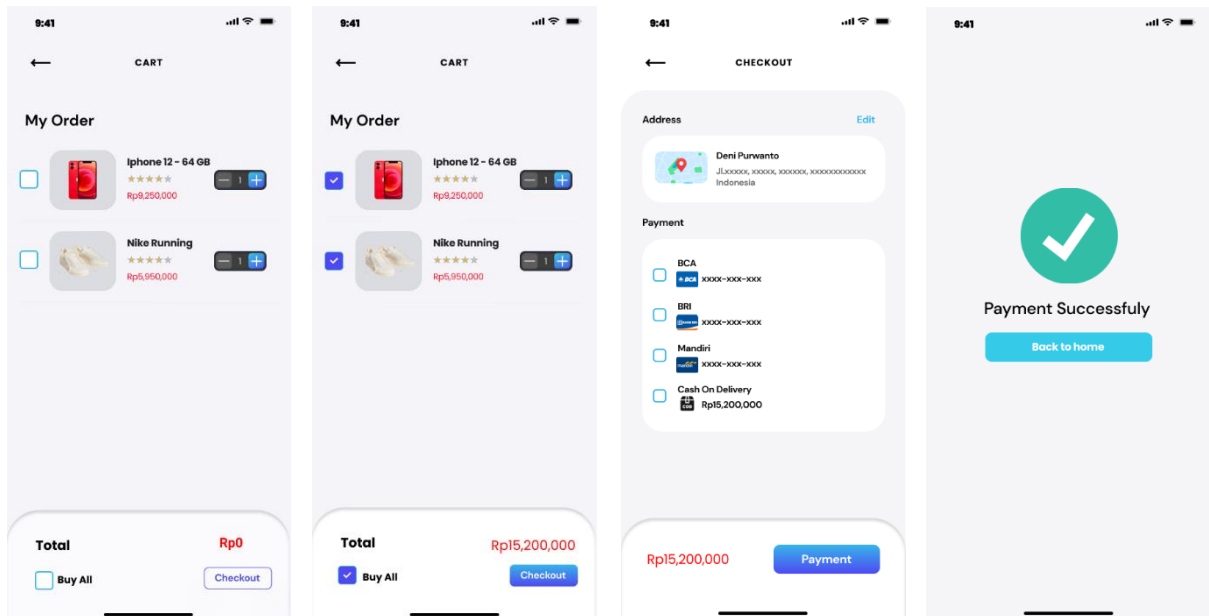 9:41
CART
My Order
Iphone 12 - 64 GB
Rp9,250,000
1
Nike Running
Rp5,950,000
1
Total
Rp0
Buy All
Checkout
9:41
CART
My Order
Iphone 12 - 64 GB
Rp9,250,000
1
Nike Running
Rp5,950,000
1
Total
Rp15,200,000
Buy All
Checkout
9:41
CHECKOUT
Address
Edit
Deni Purwanto
Jl.xxxxx, xxxxx, xxxxxx, xxxxxxxxxxxx
Indonesia
Payment
BCA
BCA xxxx-xxx-xxx
BRI
xxxx-xxx-xxx
Mandiri
mandiri xxxx-xxx-xxx
Cash On Delivery
COD Rp15,200,000
Rp15,200,000
Payment
9:41
Payment Successfuly
Back to home